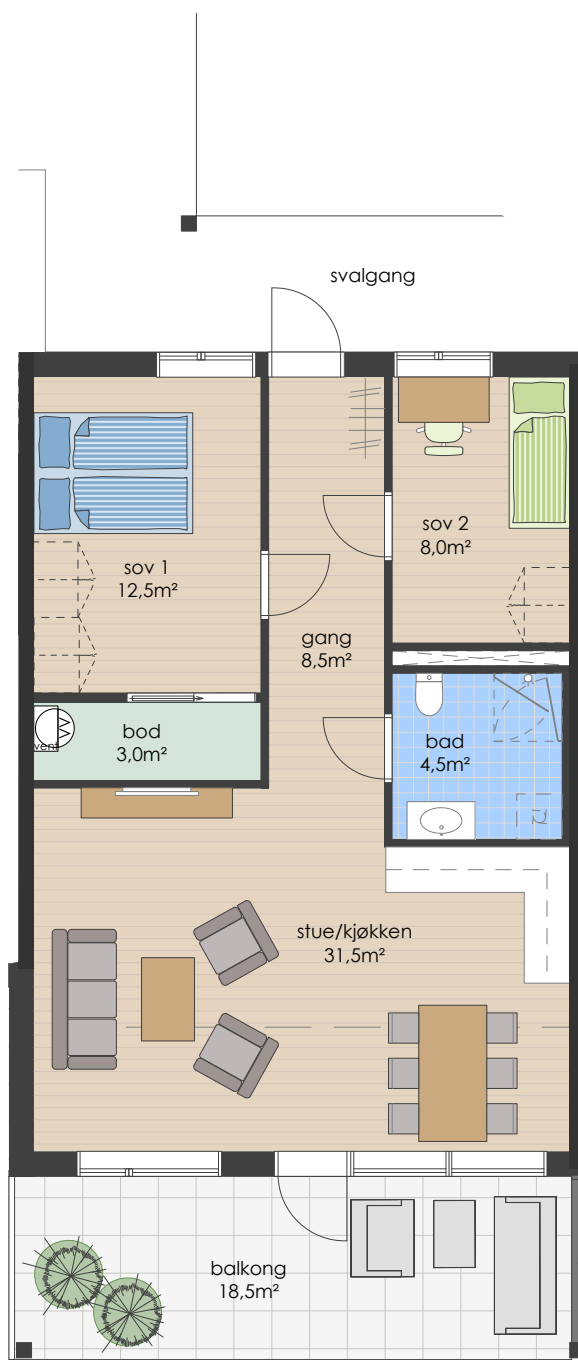 svalgang
sov 2
8,0m²
sov 1
12,5m²
gang
8,5m²
bod
3,0m²
vent
bad
4,5m²
stue/kjøkken
31,5m²
balkong
18,5m²